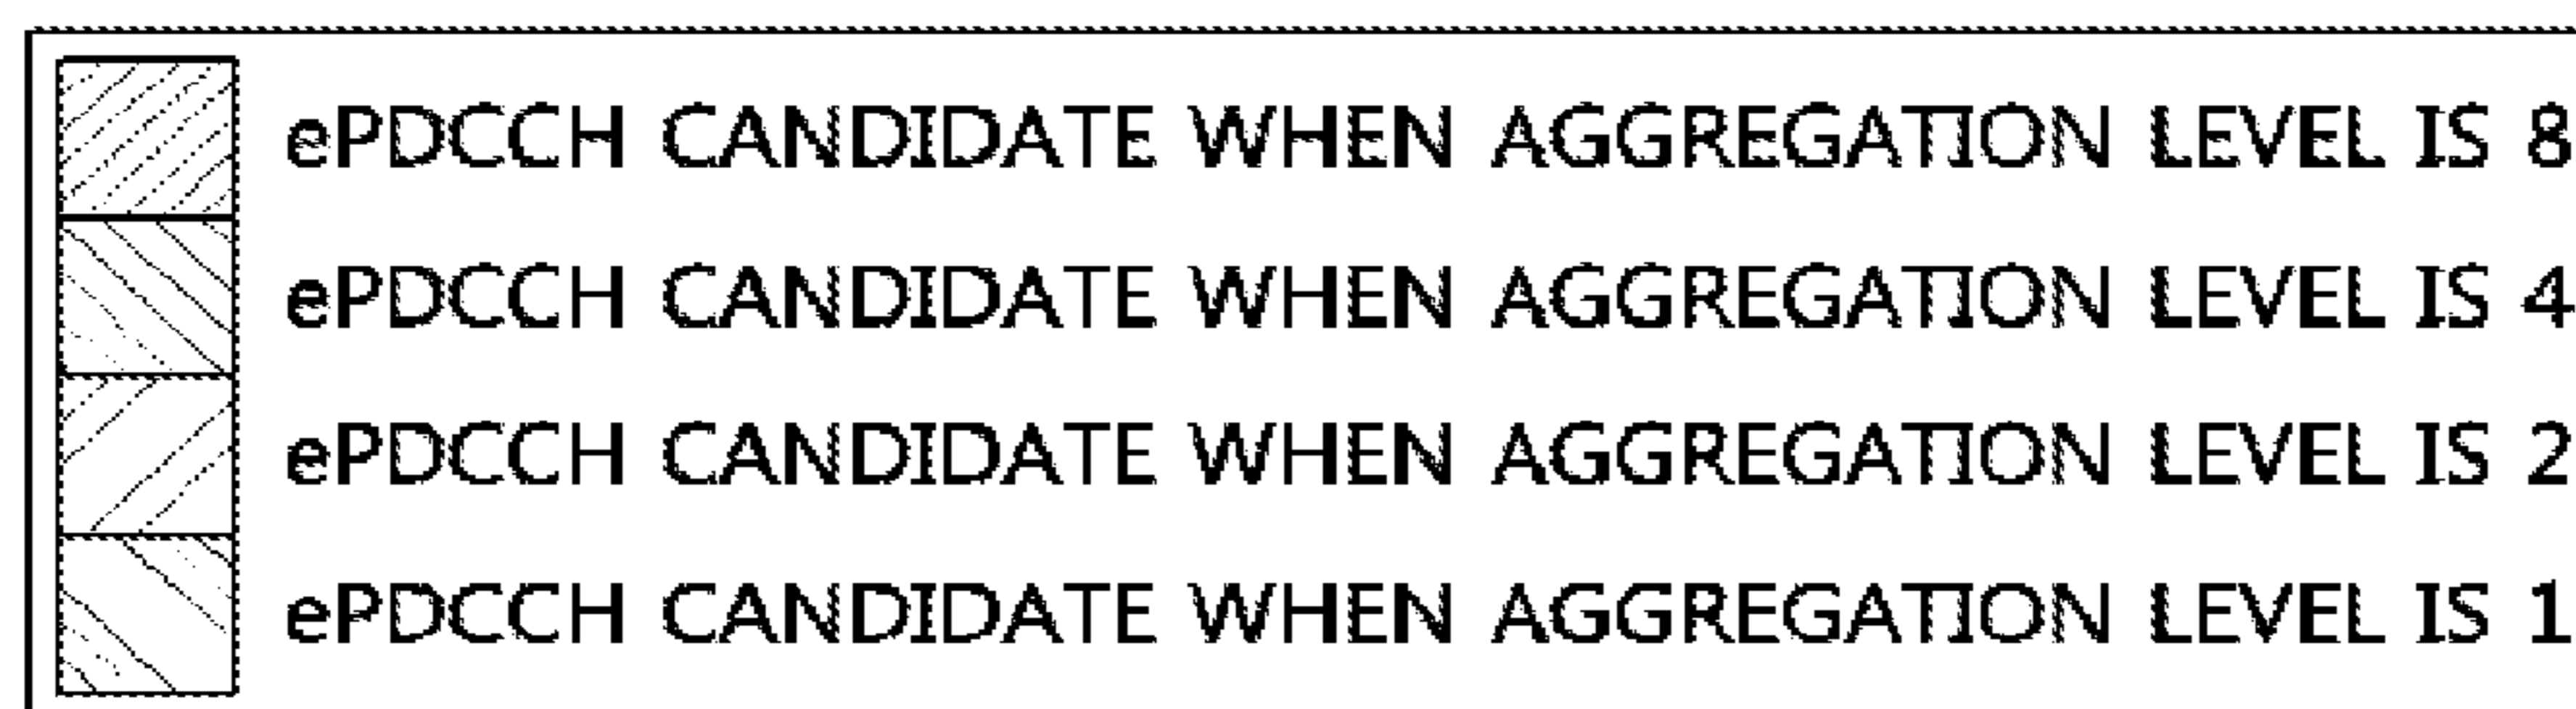 ePDCCH CANDIDATE WHEN AGGREGATION LEVEL IS 8
ePDCCH CANDIDATE WHEN AGGREGATION LEVEL IS 4
ePDCCH CANDIDATE WHEN AGGREGATION LEVEL IS 2
ePDCCH CANDIDATE WHEN AGGREGATION LEVEL IS 1